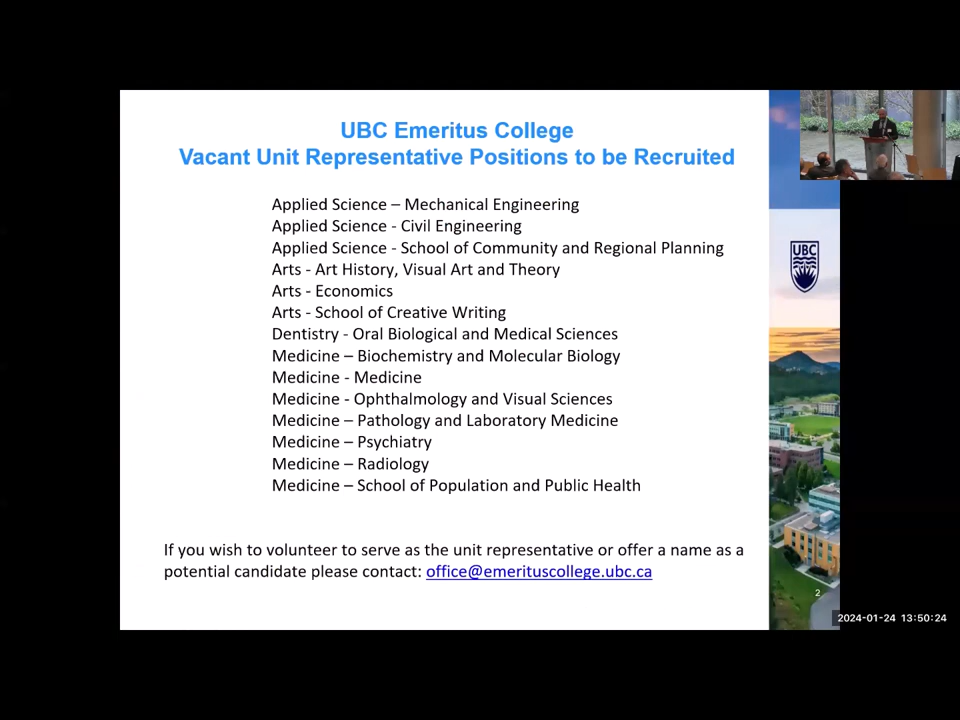 UBC Emeritus College
Vacant Unit Representative Positions to be Recruited
Applied Science – Mechanical Engineering
Applied Science - Civil Engineering
Applied Science - School of Community and Regional Planning
Arts - Art History, Visual Art and Theory
Arts - Economics
Arts - School of Creative Writing
Dentistry - Oral Biological and Medical Sciences
Medicine – Biochemistry and Molecular Biology
Medicine - Medicine
Medicine - Ophthalmology and Visual Sciences
Medicine – Pathology and Laboratory Medicine
Medicine – Psychiatry
Medicine – Radiology
Medicine – School of Population and Public Health
If you wish to volunteer to serve as the unit representative or offer a name as a
potential candidate please contact: office@emerituscollege.ubc.ca
UBC
2
2024-01-24 13:50:24